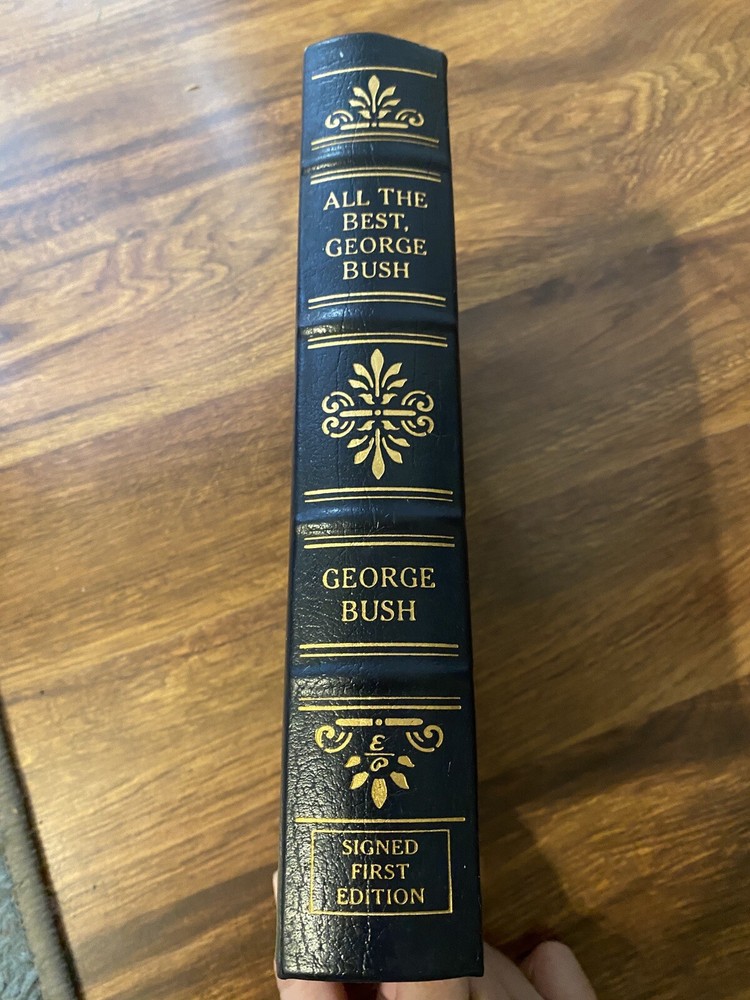 ALL THE
BEST,
GEORGE
BUSH
GEORGE
BUSH
E
P
SIGNED
FIRST
EDITION